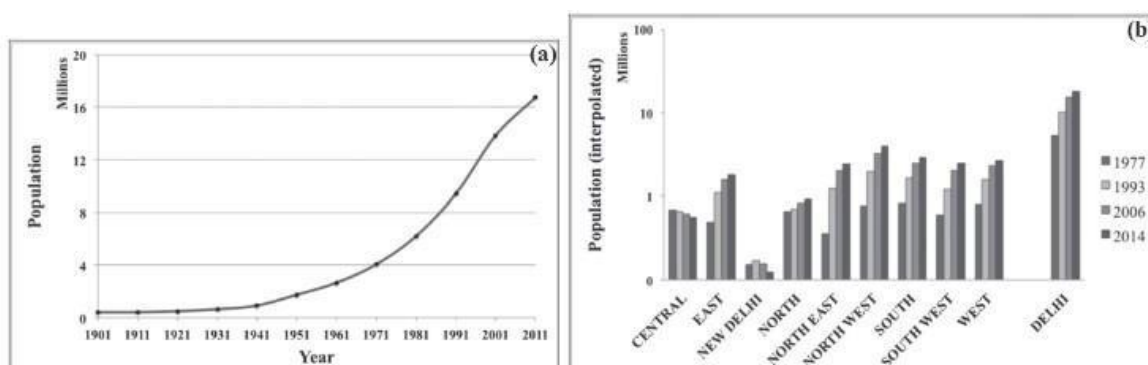 (a)
Population
Millions
20
16
12
8
4
0
1901 1911 1921 1931 1941 1951 1961 1971 1981 1991 2001 2011
Year
(b)
Population (interpolated)
Millions
100
10
1
0
CENTRAL
EAST
NEW DELHI
NORTH
NORTH EAST
NORTH WEST
SOUTH
SOUTH WEST
WEST
DELHI
1977
1993
2006
2014